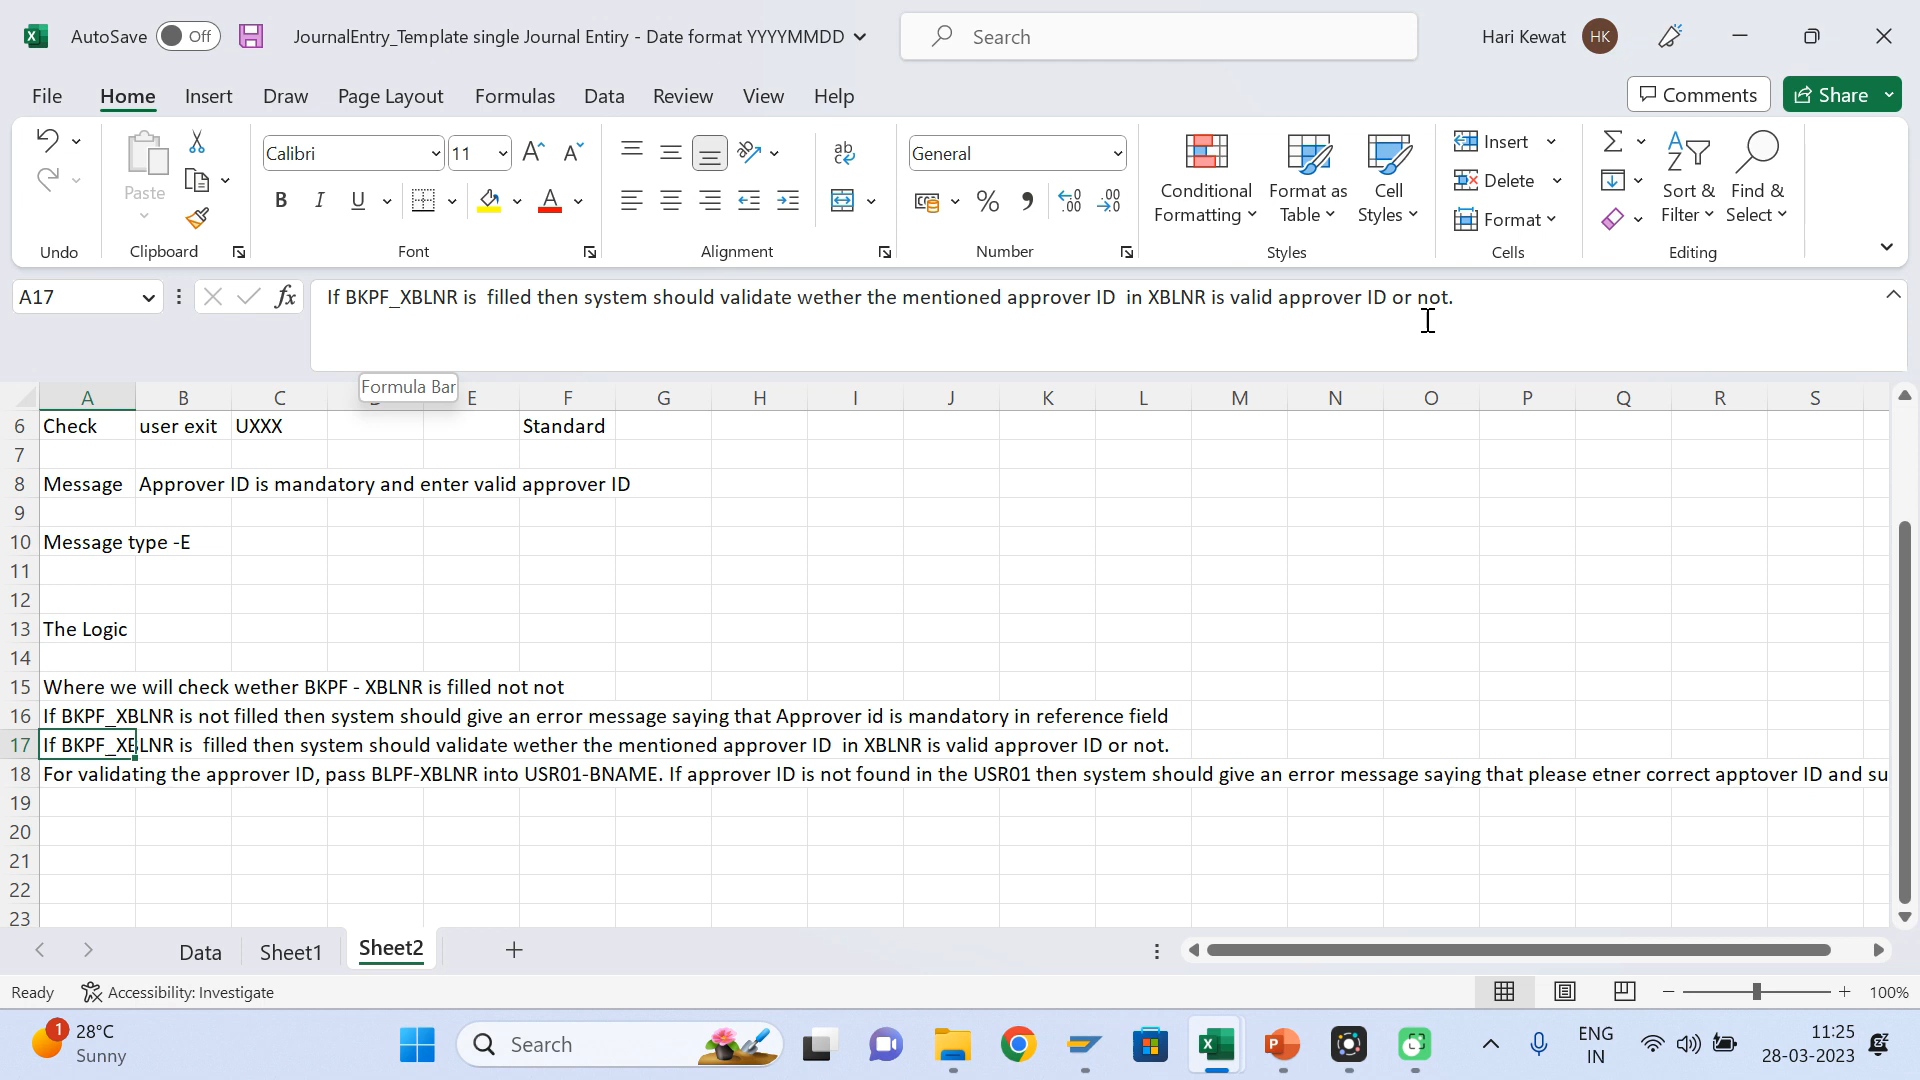 AutoSave Off JournalEntry_Template single Journal Entiry - Date format YYYYMMDD Search Hari Kewat HK
File Home Insert Draw Page Layout Formulas Data Review View Help Comments Share
Paste Calibri 11 General Conditional Formatting Format as Table Cell Styles Insert Delete Format Sort & Filter Find & Select
Undo Clipboard Font Alignment Number Styles Cells Editing
A17 fx If BKPF_XBLNR is  filled then system should validate wether the mentioned approver ID  in XBLNR is valid approver ID or not.
Formula Bar
A B C D E F G H I J K L M N O P Q R S
6 Check user exit UXXX Standard
7
8 Message Approver ID is mandatory and enter valid approver ID
9
10 Message type -E
11
12
13 The Logic
14
15 Where we will check wether BKPF - XBLNR is filled not not
16 If BKPF_XBLNR is not filled then system should give an error message saying that Approver id is mandatory in reference field
17 If BKPF_XBLNR is  filled then system should validate wether the mentioned approver ID  in XBLNR is valid approver ID or not.
18 For validating the approver ID, pass BLPF-XBLNR into USR01-BNAME. If approver ID is not found in the USR01 then system should give an error message saying that please etner correct apptover ID and su
19
20
21
22
23
Data Sheet1 Sheet2
Ready Accessibility: Investigate 100%
1 28°C Sunny Search ENG IN 11:25 28-03-2023